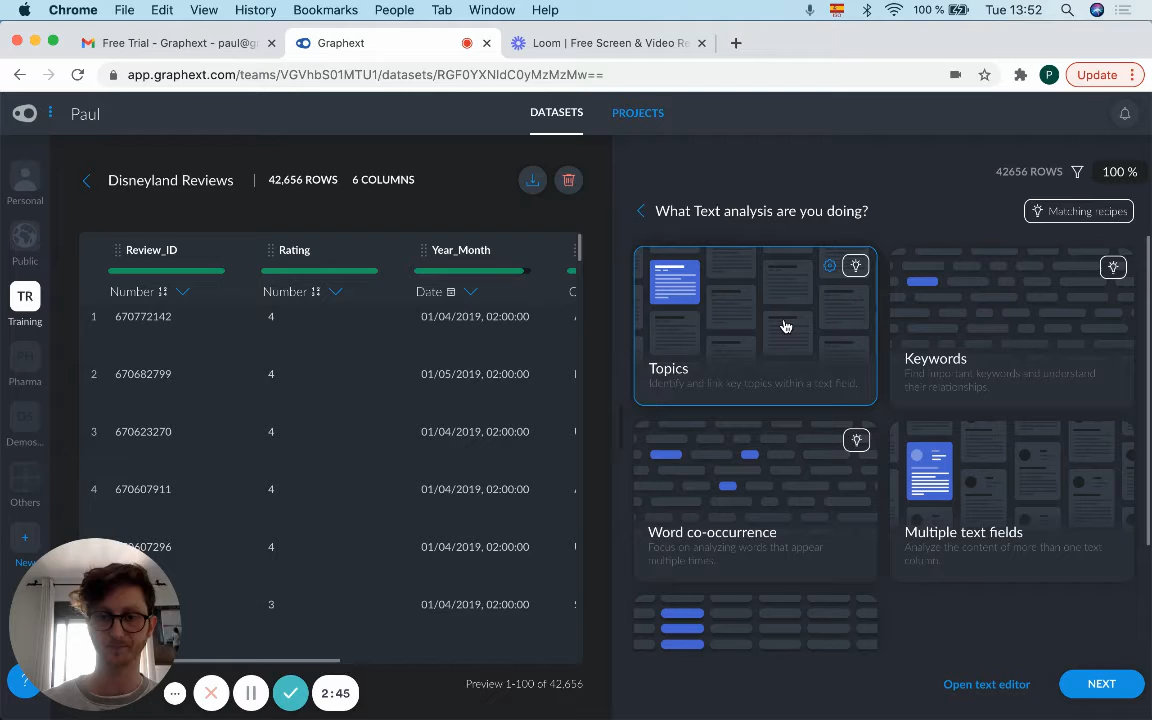 Chrome File Edit View History Bookmarks People Tab Window Help ISO 100 % Tue 13:52
Free Trial - Graphext - paul@g
Graphext
Loom | Free Screen & Video Re
app.graphext.com/teams/VGVhbS01MTU1/datasets/RGF0YXNldC0yMzMzMw==
P
Update
Paul
DATASETS
PROJECTS
Personal
Public
TR
Training
PH
Pharma
DS
Demos...
Others
+
New
?
Disneyland Reviews
42,656 ROWS
6 COLUMNS
Review_ID Rating Year_Month
Number Number Date
1 670772142 4 01/04/2019, 02:00:00
2 670682799 4 01/05/2019, 02:00:00
3 670623270 4 01/04/2019, 02:00:00
4 670607911 4 01/04/2019, 02:00:00
607296 4 01/04/2019, 02:00:00
3 01/04/2019, 02:00:00
Preview 1-100 of 42.656
2:45
42656 ROWS
100 %
What Text analysis are you doing?
Matching recipes
Topics
Identify and link key topics within a text field.
Keywords
Find important keywords and understand
their relationships.
Word co-occurrence
Focus on analyzing words that appear
multiple times.
Multiple text fields
Analyze the content of more than one text
column.
Open text editor
NEXT